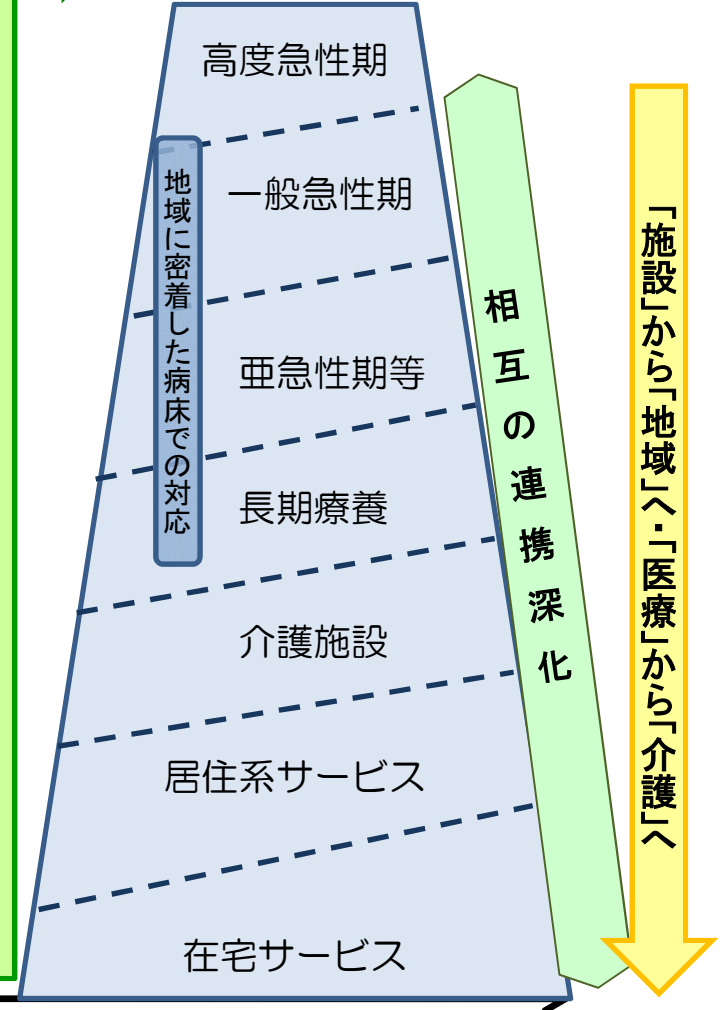 高度急性期
一般急性期
亜急性期等
長期療養
介護施設
居住系サービス
在宅サービス
地域に密着した病床での対応
相互の連携深化
「施設」から「地域」へ・「医療」から「介護」へ